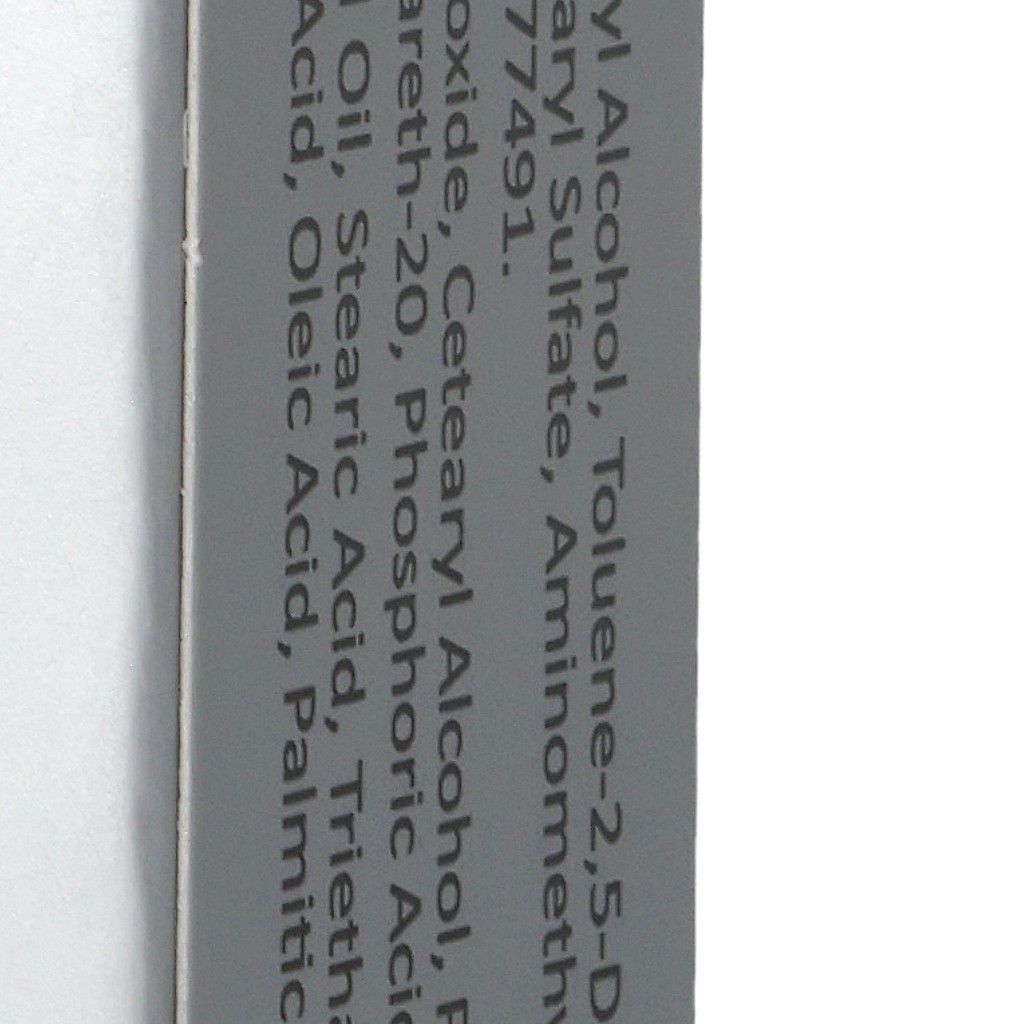 yl Alcohol, Toluene-2,5-D
aryl Sulfate, Aminomethy
77491.
oxide, Cetearyl Alcohol, P
areth-20, Phosphoric Acid
l Oil, Stearic Acid, Trietha
Acid, Oleic Acid, Palmitic